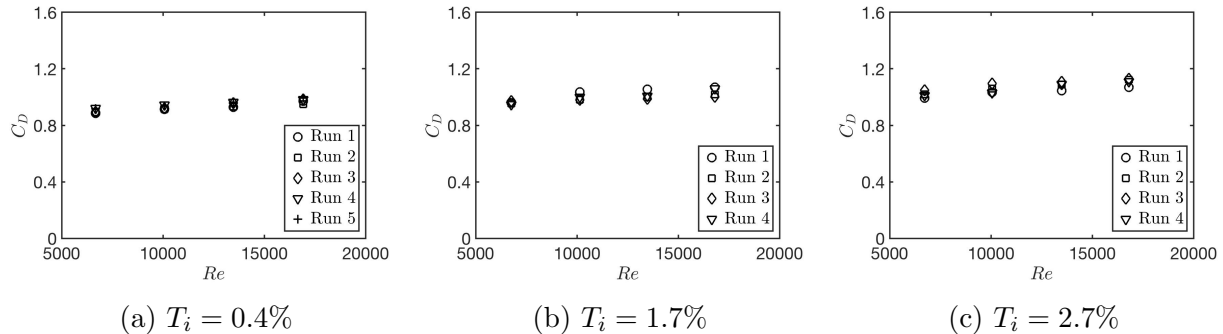 1.6
1.2
0.8
0.4
0
C_D
5000 10000 15000 20000
Re
Run 1
Run 2
Run 3
Run 4
Run 5
(a) T_i = 0.4%
1.6
1.2
0.8
0.4
0
C_D
5000 10000 15000 20000
Re
Run 1
Run 2
Run 3
Run 4
(b) T_i = 1.7%
1.6
1.2
0.8
0.4
0
C_D
5000 10000 15000 20000
Re
Run 1
Run 2
Run 3
Run 4
(c) T_i = 2.7%